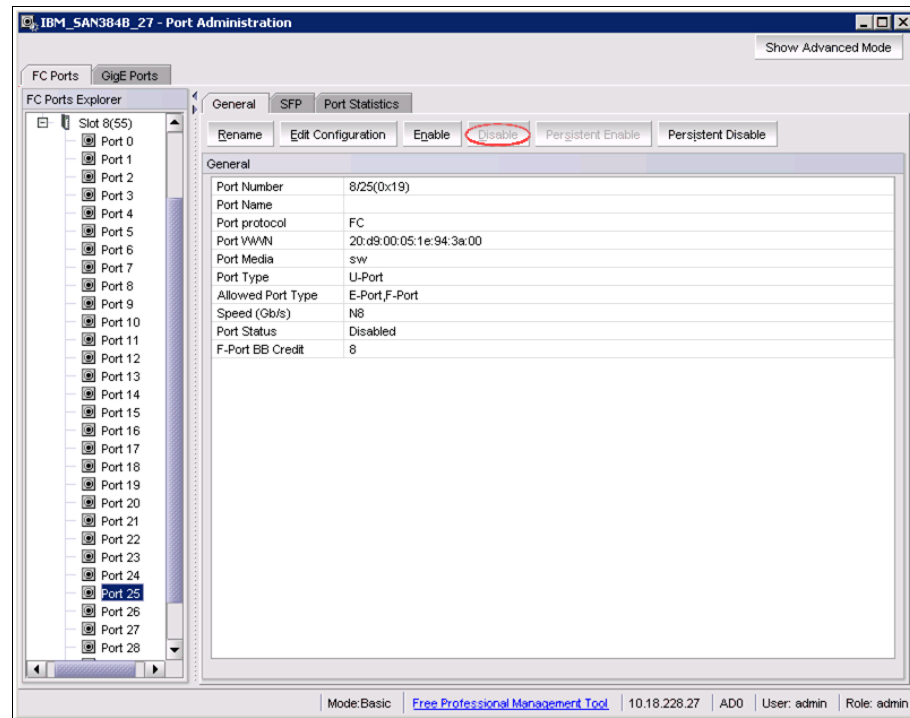 IBM_SAN384B_27 - Port Administration
Show Advanced Mode
FC Ports GigE Ports
FC Ports Explorer
Slot 8(55)
Port 0
Port 1
Port 2
Port 3
Port 4
Port 5
Port 6
Port 7
Port 8
Port 9
Port 10
Port 11
Port 12
Port 13
Port 14
Port 15
Port 16
Port 17
Port 18
Port 19
Port 20
Port 21
Port 22
Port 23
Port 24
Port 25
Port 26
Port 27
Port 28
General SFP Port Statistics
Rename Edit Configuration Enable Disable Persistent Enable Persistent Disable
General
Port Number 8/25(0x19)
Port Name
Port protocol FC
Port WWN 20:d9:00:05:1e:94:3a:00
Port Media sw
Port Type U-Port
Allowed Port Type E-Port,F-Port
Speed (Gb/s) N8
Port Status Disabled
F-Port BB Credit 8
Mode:Basic Free Professional Management Tool 10.18.228.27 AD0 User: admin Role: admin